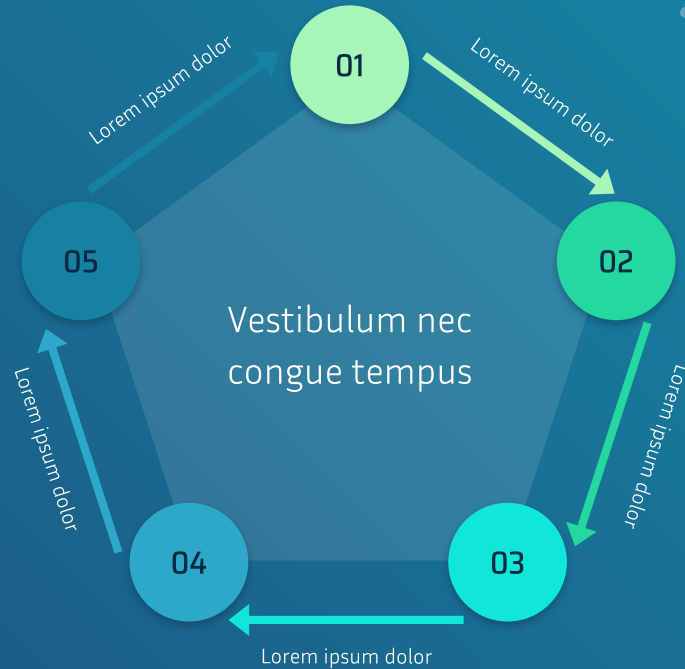 01
Lorem ipsum dolor
02
Lorem ipsum dolor
03
Lorem ipsum dolor
04
Lorem ipsum dolor
05
Lorem ipsum dolor
Vestibulum nec
congue tempus